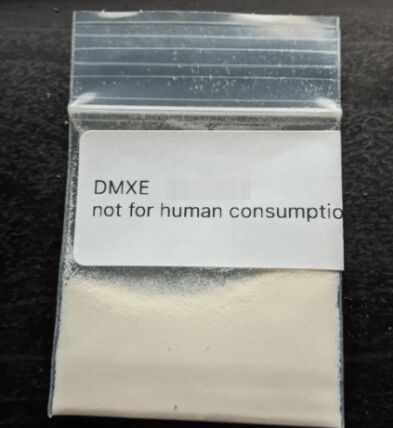 DMXE
not for human consumptio